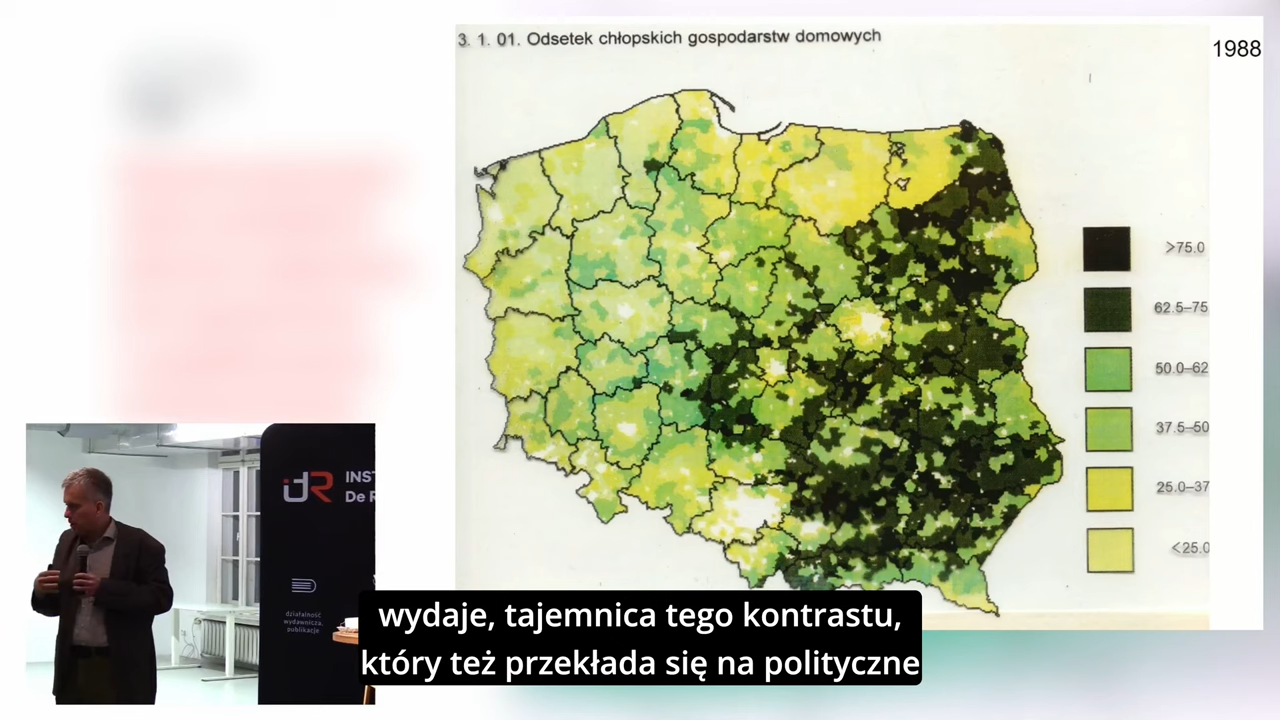 3. 1. 01. Odsetek chłopskich gospodarstw domowych
1988
>75.0
62.5–75
50.0–62
37.5–50
25.0–37
<25.0
idR
INST
De R
działalność
wydawnicza,
publikacje
wydaje, tajemnica tego kontrastu,
który też przekłada się na polityczne